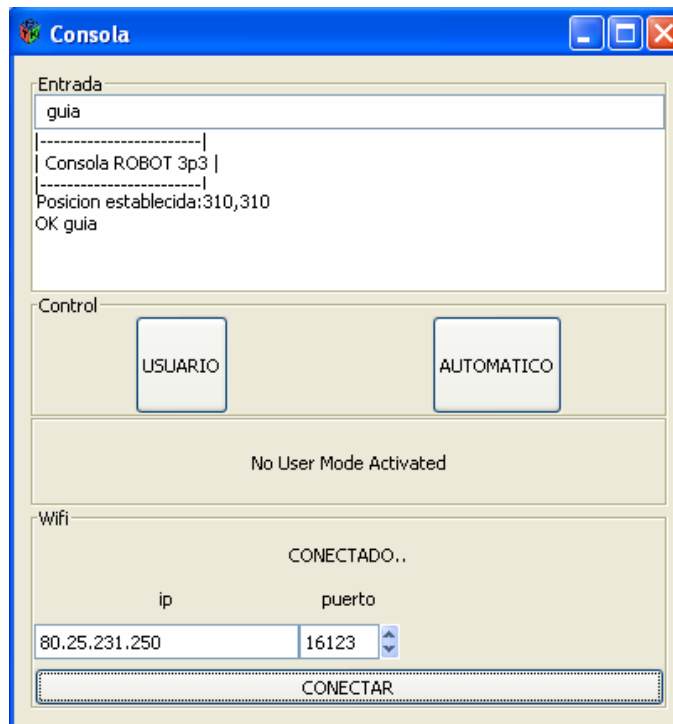 Consola
Entrada
guia
|------------------------|
| Consola ROBOT 3p3 |
|------------------------|
Posicion establecida:310,310
OK guia
Control
USUARIO AUTOMATICO
No User Mode Activated
Wifi
CONECTADO..
ip puerto
80.25.231.250 16123
CONECTAR